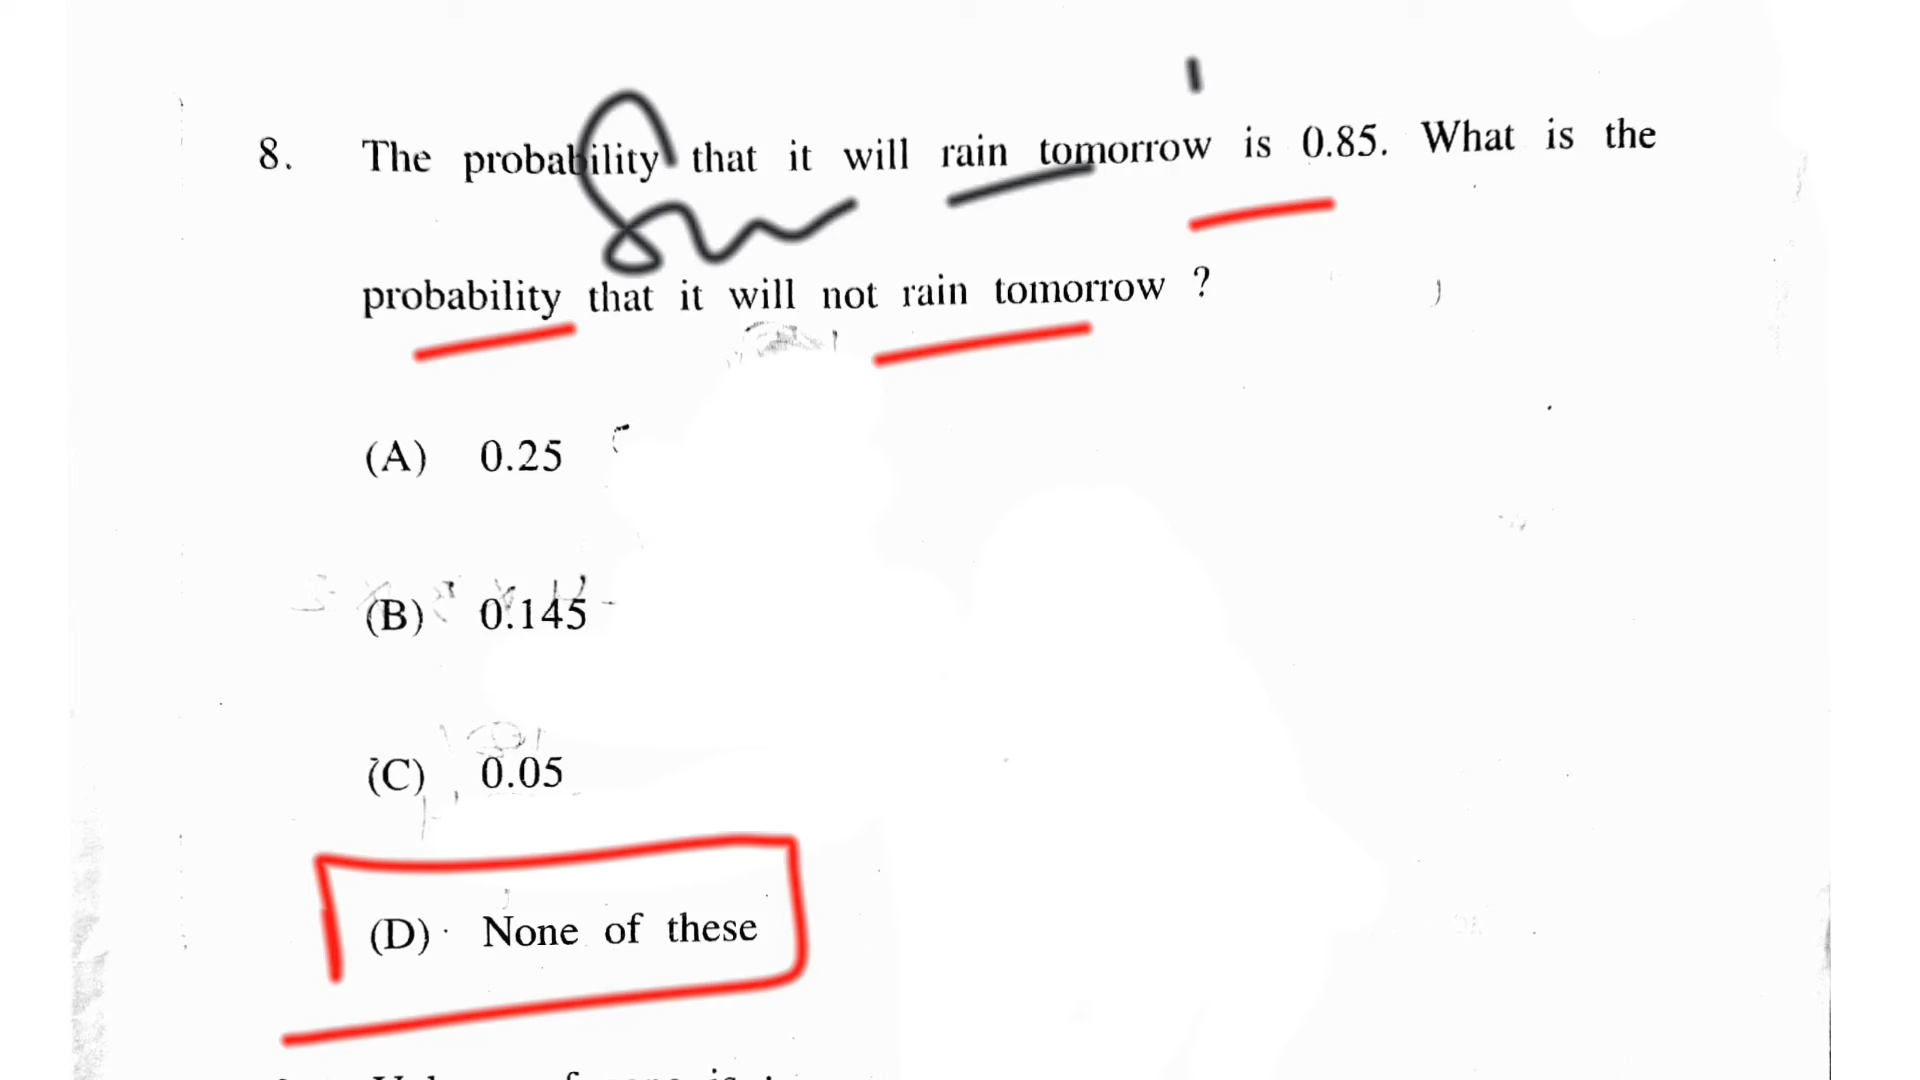 8. The probability that it will rain tomorrow is 0.85. What is the
probability that it will not rain tomorrow ?
(A) 0.25
(B) 0.145
(C) 0.05
(D) None of these